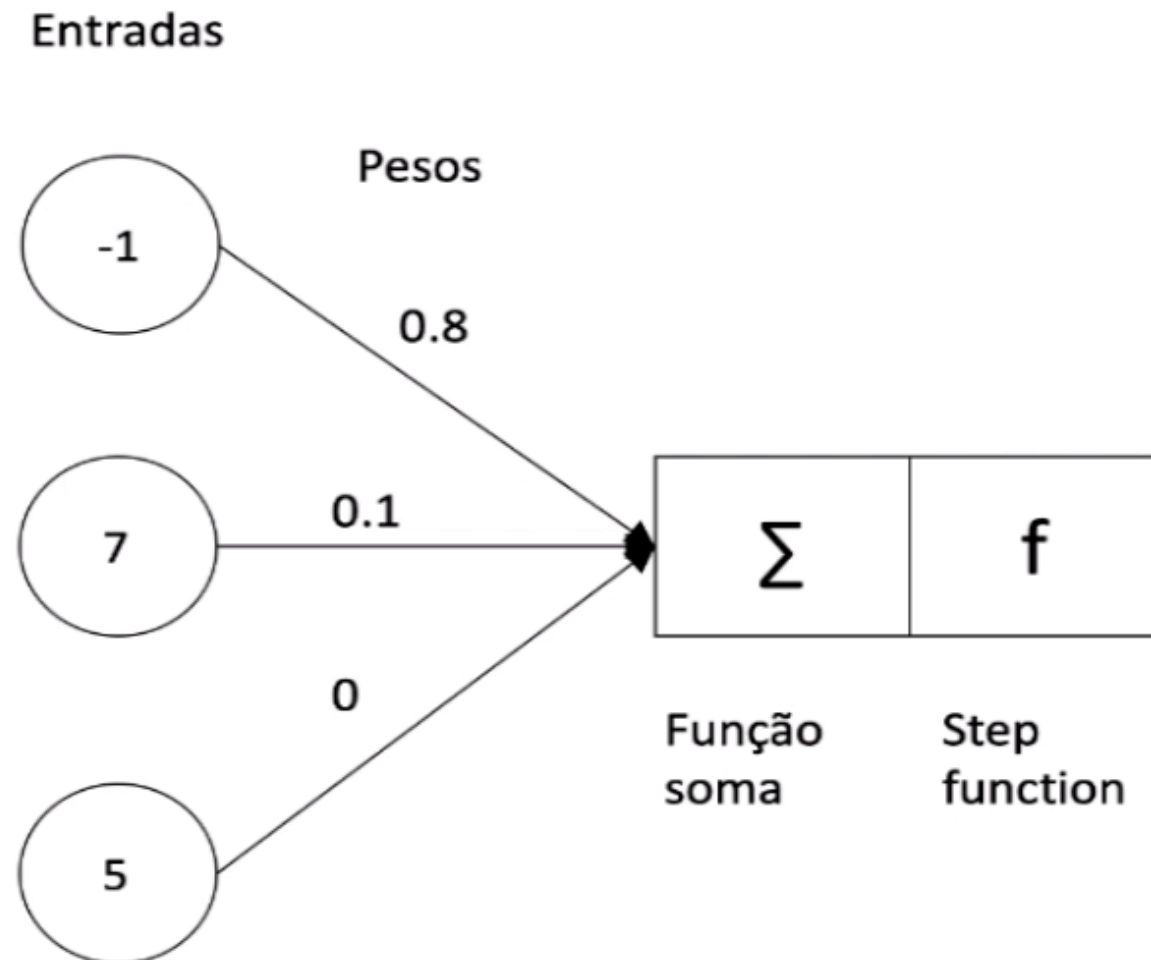 Entradas
Pesos
-1
0.8
7
0.1
∑
f
0
Função
soma
Step
function
5